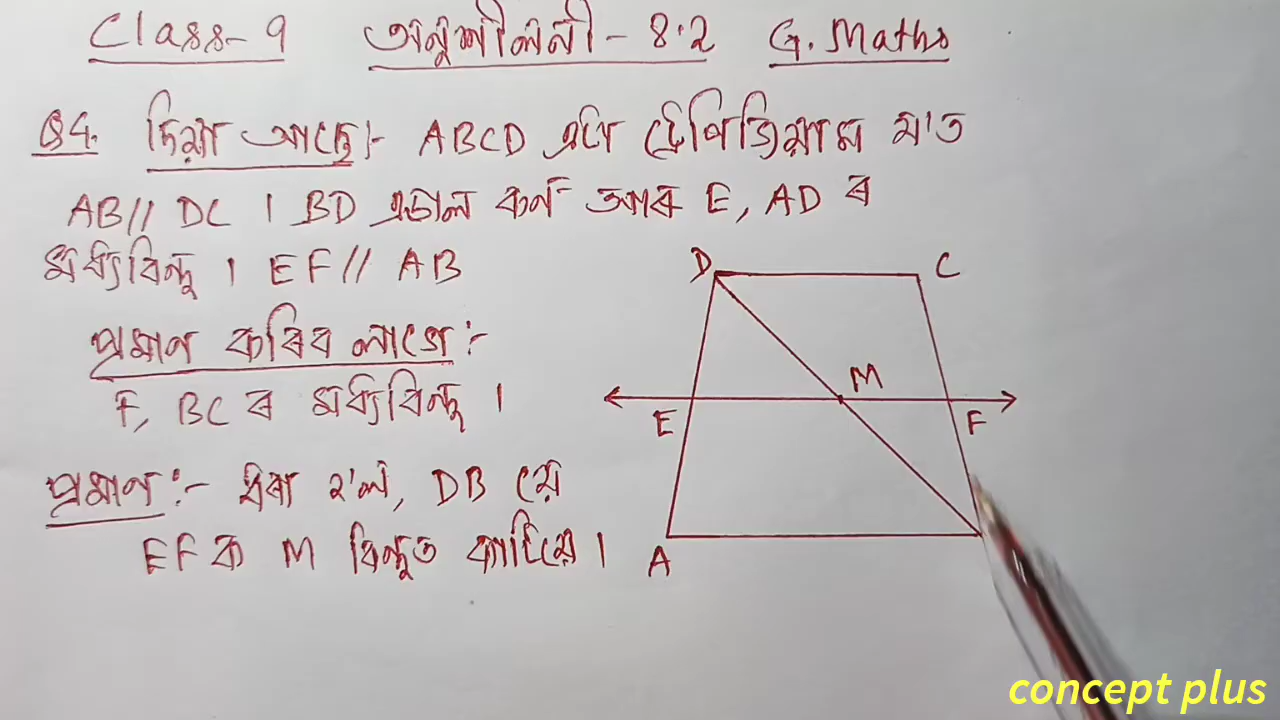 Class-9 অনুশীলনী-8.2 G. Maths
Q4. দিয়া আছে:- ABCD এটা ট্ৰেপিজিয়াম য'ত
AB// DC । BD এডাল কৰ্ণ আৰু E, AD ৰ
মধ্যবিন্দু । EF// AB
প্ৰমাণ কৰিব লাগে:-
F, BC ৰ মধ্যবিন্দু ।
প্ৰমাণ:- ধৰা হ'ল, DB য়ে
EF ক M বিন্দুত কাটিছে ।
D C
M
E F
A
concept plus